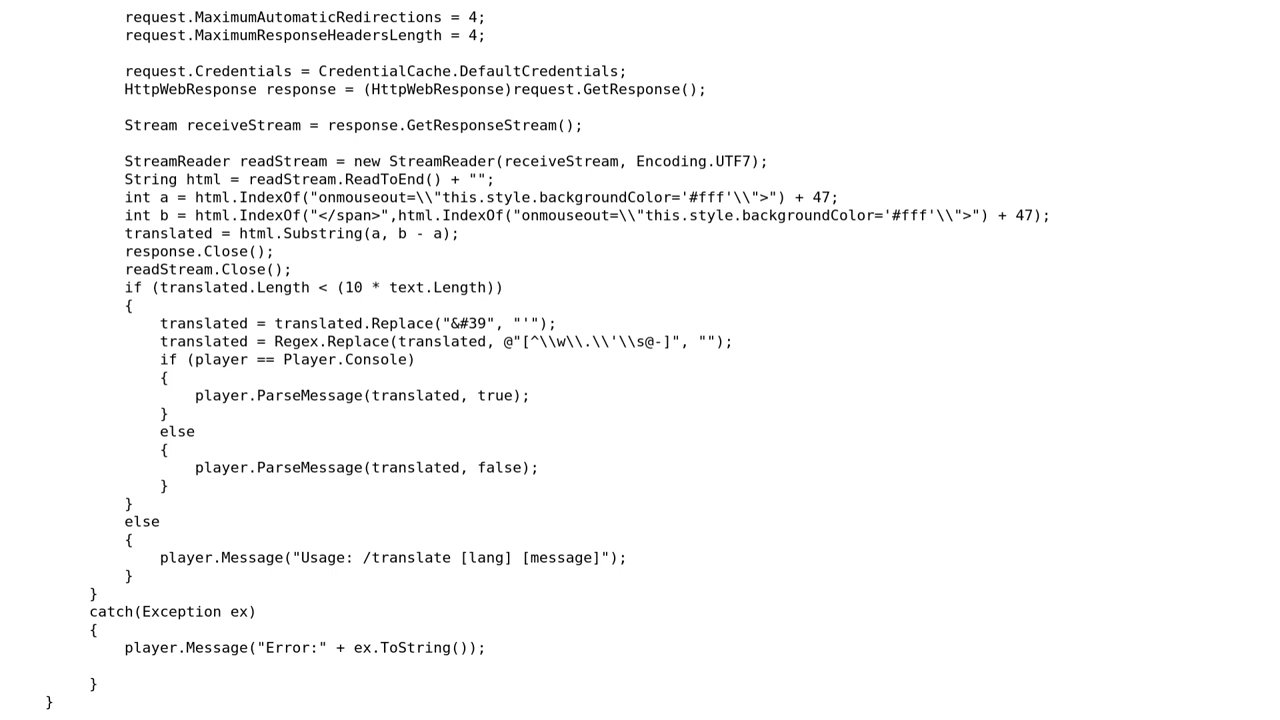 request.MaximumAutomaticRedirections = 4;
request.MaximumResponseHeadersLength = 4;
request.Credentials = CredentialCache.DefaultCredentials;
HttpWebResponse response = (HttpWebResponse)request.GetResponse();
Stream receiveStream = response.GetResponseStream();
StreamReader readStream = new StreamReader(receiveStream, Encoding.UTF7);
String html = readStream.ReadToEnd() + "";
int a = html.IndexOf("onmouseout=\\"this.style.backgroundColor='#fff'\\">") + 47;
int b = html.IndexOf("</span>",html.IndexOf("onmouseout=\\"this.style.backgroundColor='#fff'\\">") + 47);
translated = html.Substring(a, b - a);
response.Close();
readStream.Close();
if (translated.Length < (10 * text.Length))
{
translated = translated.Replace("&#39", "'");
translated = Regex.Replace(translated, @"[^\\w\\.\\'\\s@-]", "");
if (player == Player.Console)
{
player.ParseMessage(translated, true);
}
else
{
player.ParseMessage(translated, false);
}
}
else
{
player.Message("Usage: /translate [lang] [message]");
}
}
catch(Exception ex)
{
player.Message("Error:" + ex.ToString());
}
}